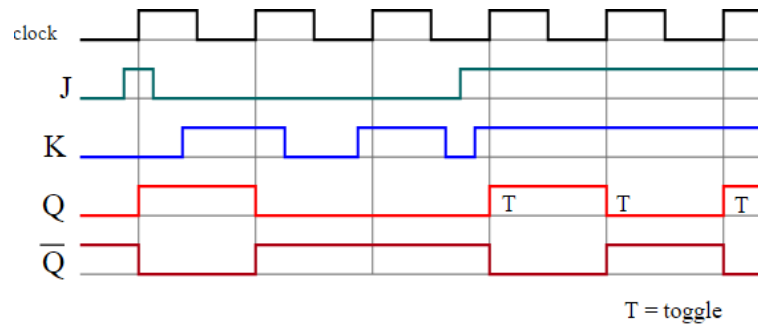 clock
J
K
Q T T T
Q̅
T = toggle